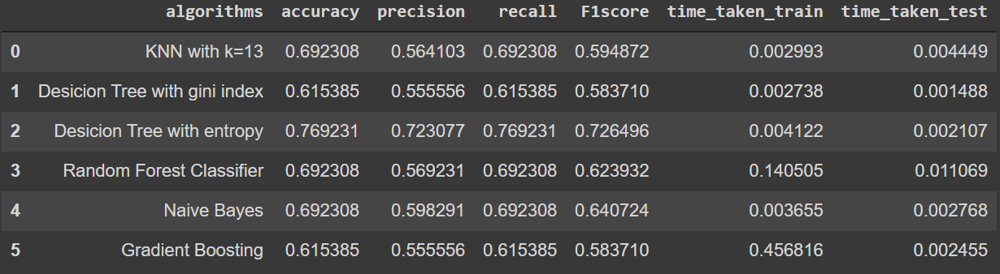 algorithms accuracy precision recall F1score time_taken_train time_taken_test
0 KNN with k=13 0.692308 0.564103 0.692308 0.594872 0.002993 0.004449
1 Desicion Tree with gini index 0.615385 0.555556 0.615385 0.583710 0.002738 0.001488
2 Desicion Tree with entropy 0.769231 0.723077 0.769231 0.726496 0.004122 0.002107
3 Random Forest Classifier 0.692308 0.569231 0.692308 0.623932 0.140505 0.011069
4 Naive Bayes 0.692308 0.598291 0.692308 0.640724 0.003655 0.002768
5 Gradient Boosting 0.615385 0.555556 0.615385 0.583710 0.456816 0.002455